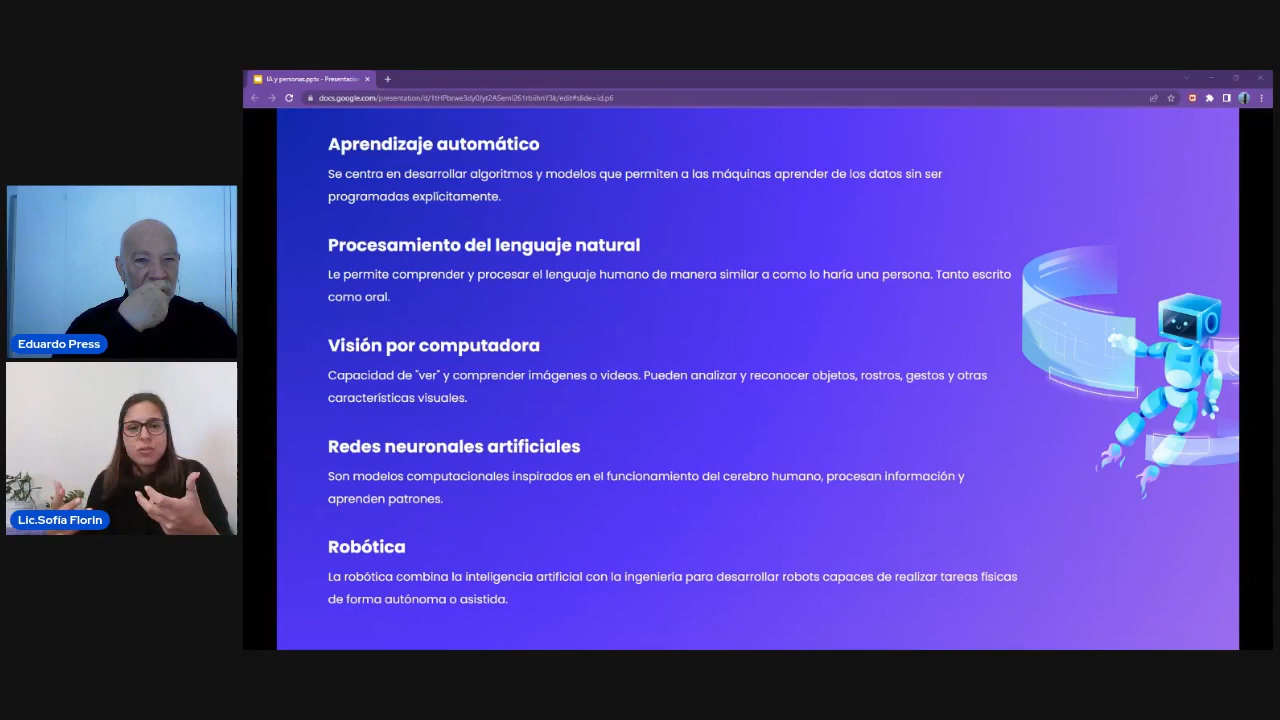 IA y personas.pptx - Presentacio
Aprendizaje automático
Se centra en desarrollar algoritmos y modelos que permiten a las máquinas aprender de los datos sin ser
programadas explícitamente.
Procesamiento del lenguaje natural
Le permite comprender y procesar el lenguaje humano de manera similar a como lo haría una persona. Tanto escrito
como oral.
Visión por computadora
Capacidad de "ver" y comprender imágenes o videos. Pueden analizar y reconocer objetos, rostros, gestos y otras
características visuales.
Redes neuronales artificiales
Son modelos computacionales inspirados en el funcionamiento del cerebro humano, procesan información y
aprenden patrones.
Robótica
La robótica combina la inteligencia artificial con la ingeniería para desarrollar robots capaces de realizar tareas físicas
de forma autónoma o asistida.
Eduardo Press
Lic.Sofía Florin